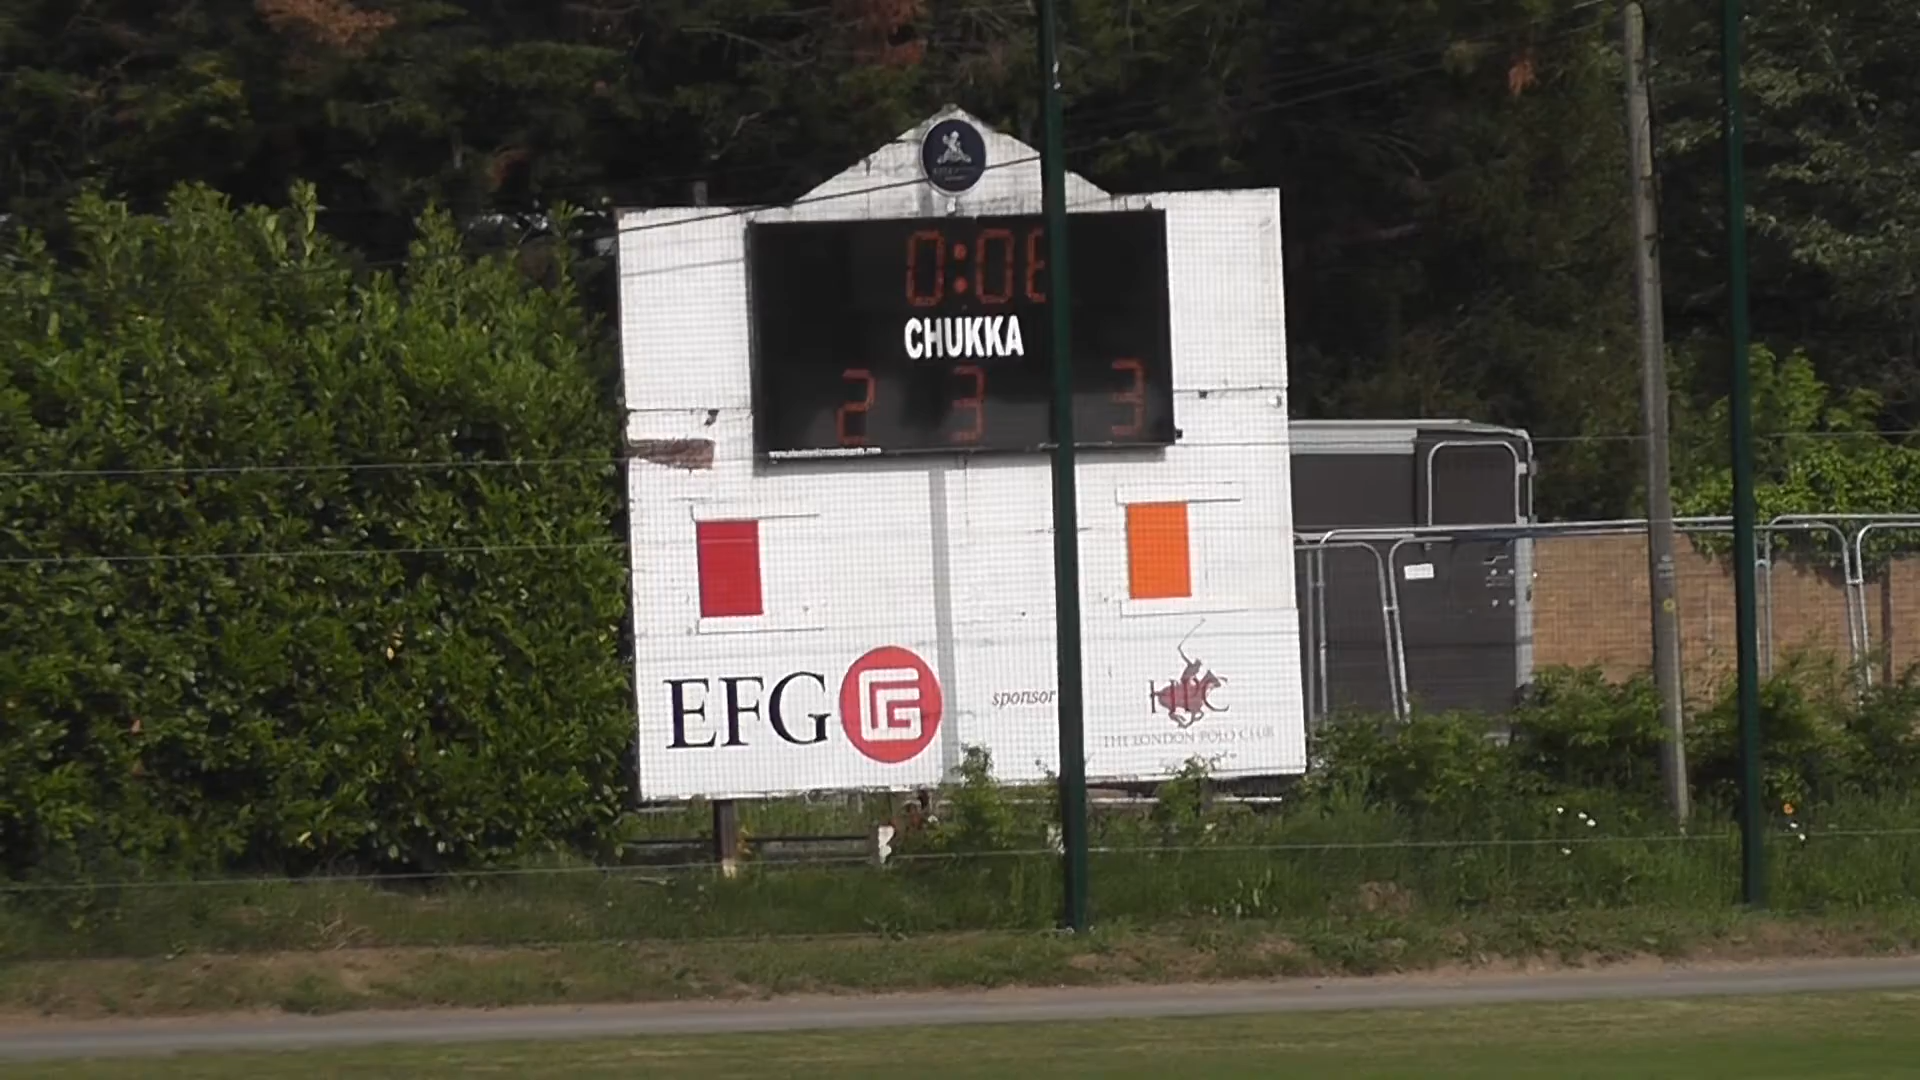 0:0
CHUKKA
2 3 3
EFG
sponsor
THE LONDON POLO CLUB